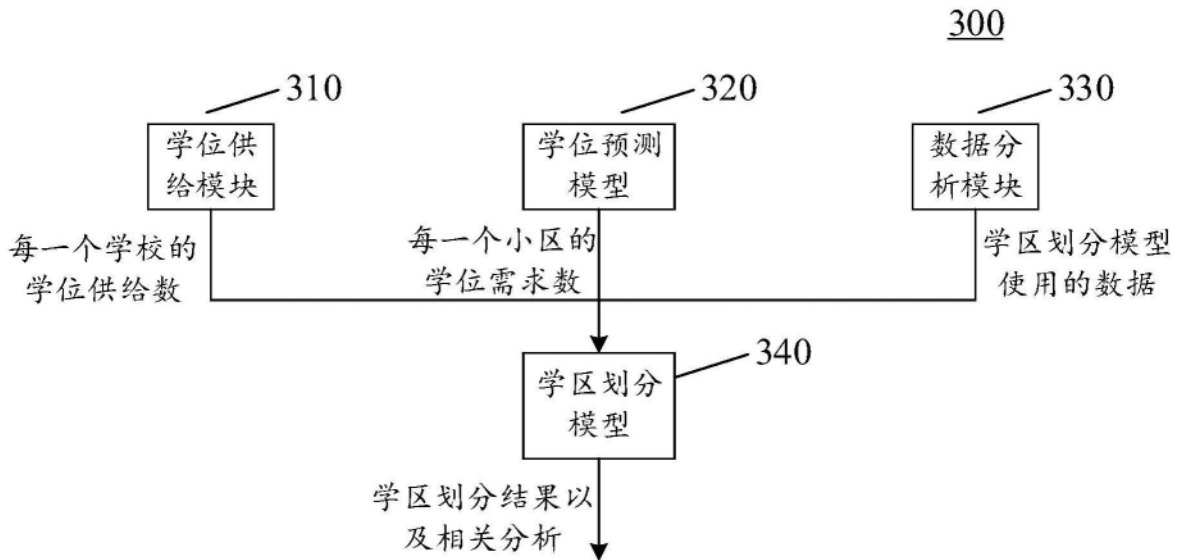 300
310
320
330
学位供
给模块
学位预测
模型
数据分
析模块
每一个学校的
学位供给数
每一个小区的
学位需求数
学区划分模型
使用的数据
340
学区划分
模型
学区划分结果以
及相关分析